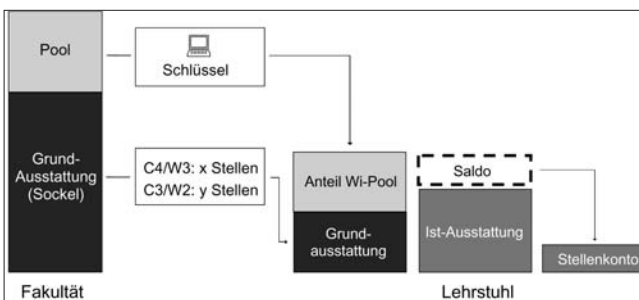 Pool
Schlüssel
Grund-
Ausstattung
(Sockel)
C4/W3: x Stellen
C3/W2: y Stellen
Anteil Wi-Pool
Grund-
ausstattung
Saldo
Ist-Ausstattung
Stellenkonto
Fakultät
Lehrstuhl